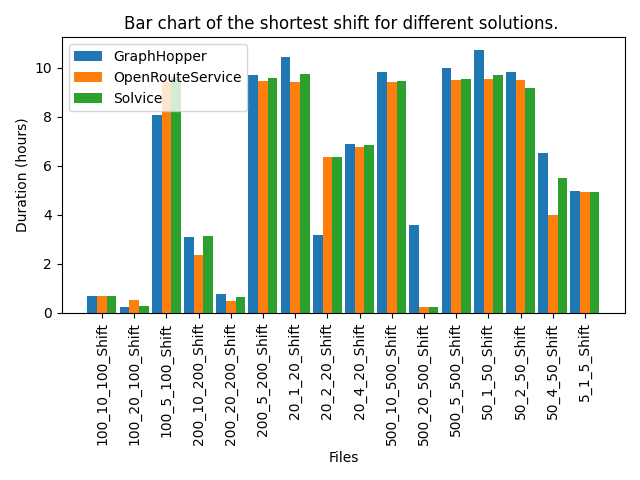 Bar chart of the shortest shift for different solutions.
GraphHopper
OpenRouteService
Solvice
Duration (hours)
10
8
6
4
2
0
100_10_100_Shift
100_20_100_Shift
100_5_100_Shift
200_10_200_Shift
200_20_200_Shift
200_5_200_Shift
20_1_20_Shift
20_2_20_Shift
20_4_20_Shift
500_10_500_Shift
500_20_500_Shift
500_5_500_Shift
50_1_50_Shift
50_2_50_Shift
50_4_50_Shift
5_1_5_Shift
Files